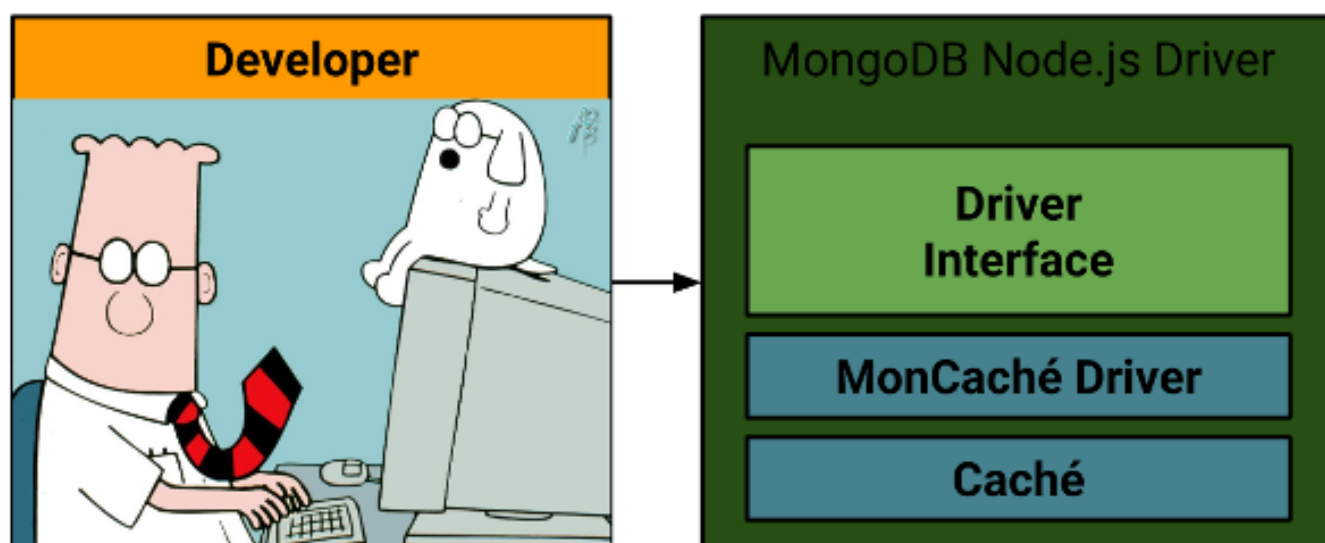 Developer
MongoDB Node.js Driver
Driver
Interface
MonCaché Driver
Caché